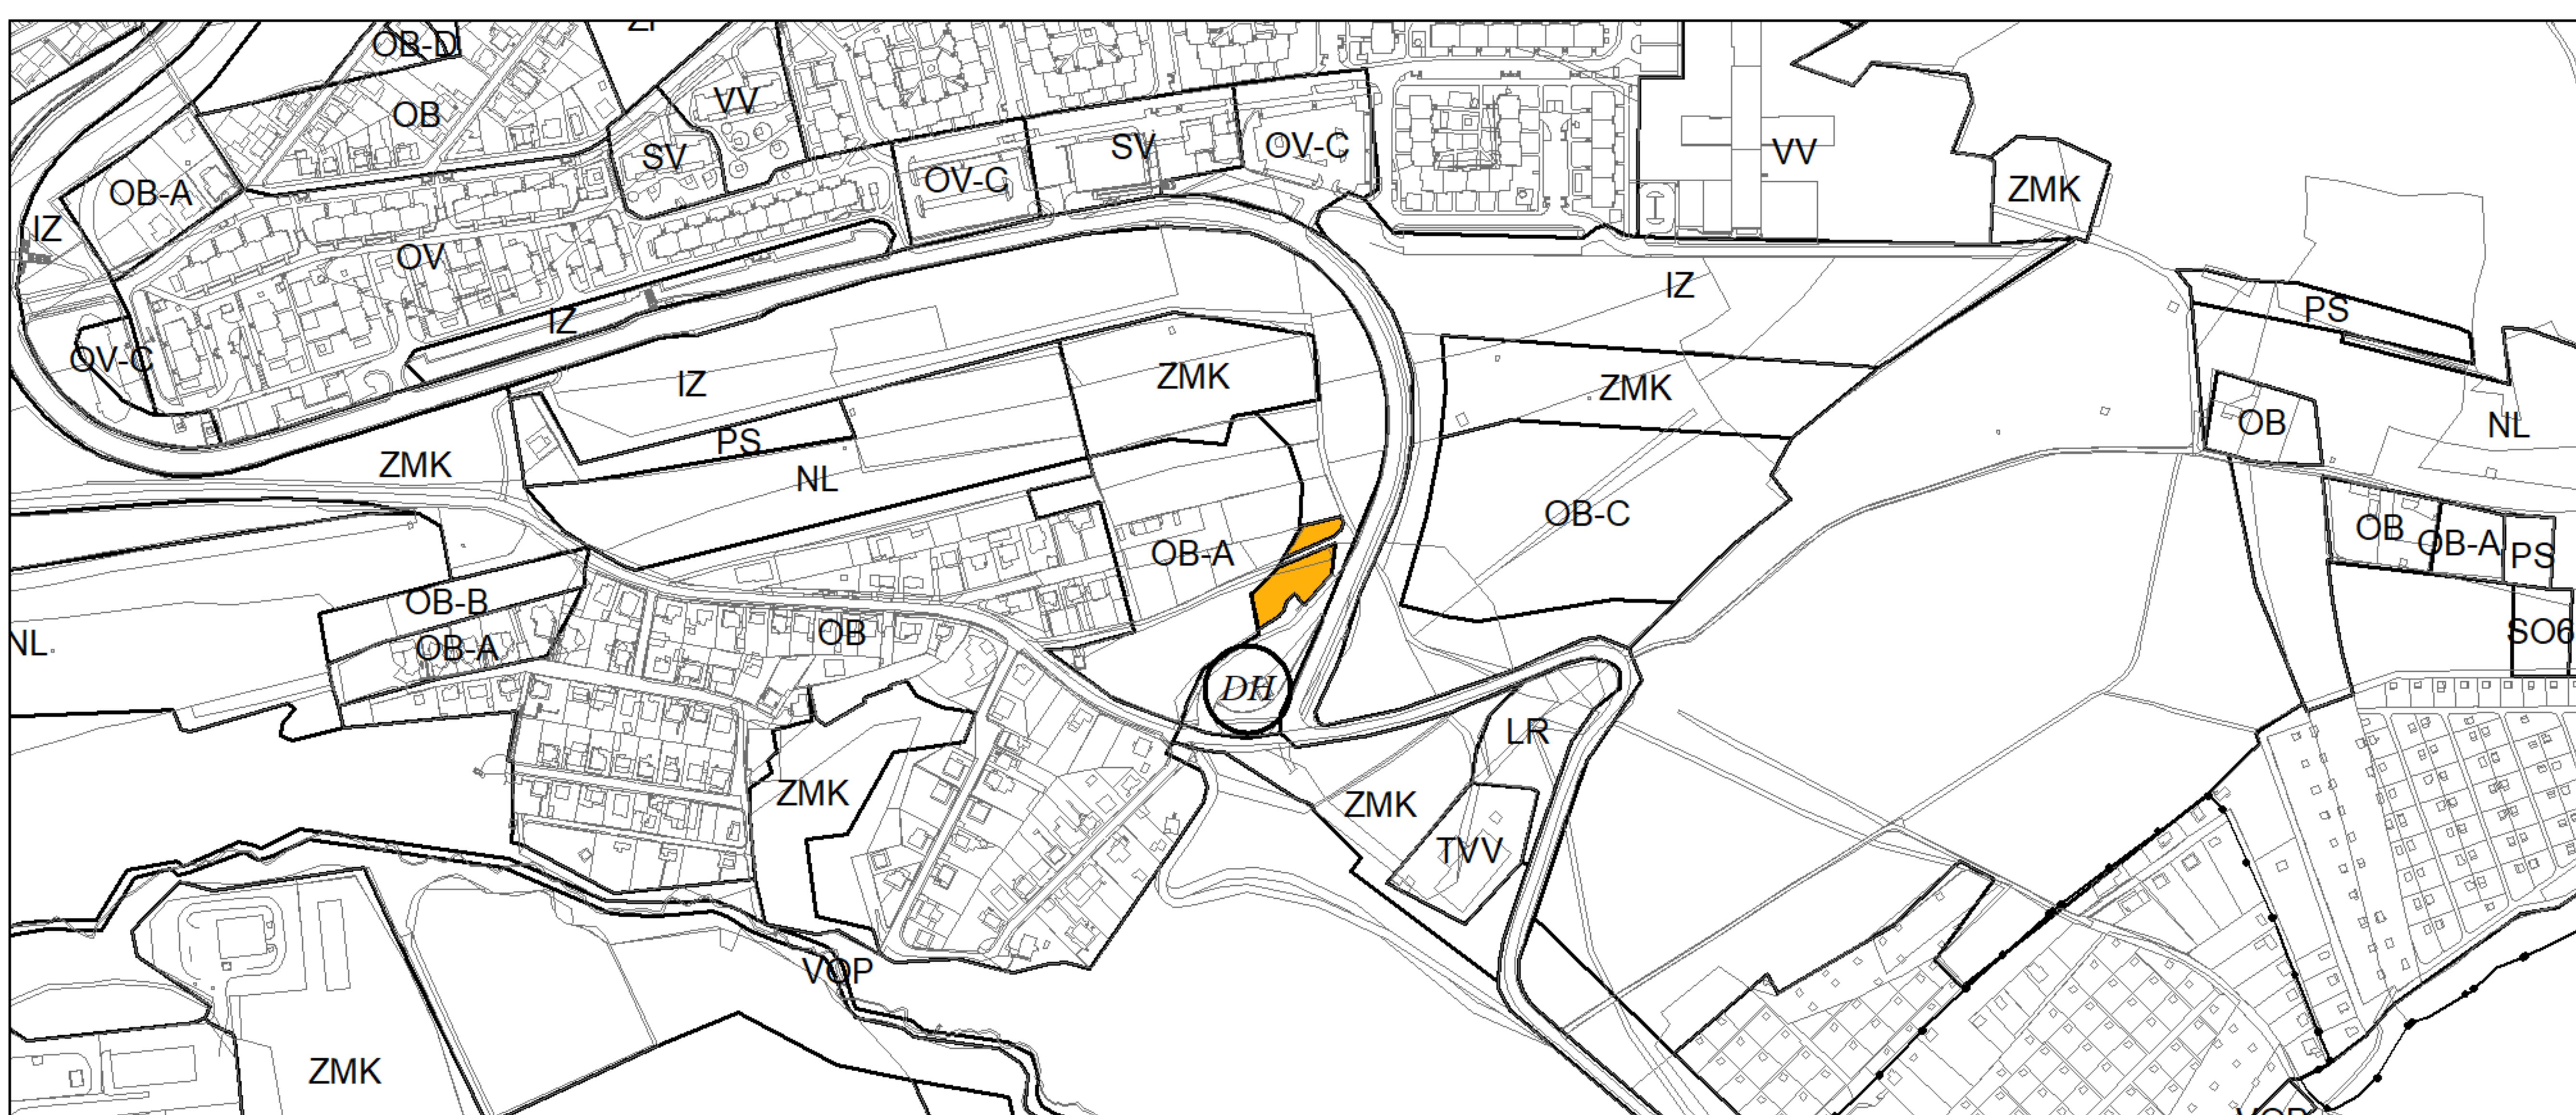 OB-D
OB
VV
SV
OB-A
IZ
OV
OV-C
SV
OV-C
VV
ZMK
IZ
IZ
OV-C
IZ
PS
ZMK
ZMK
PS
NL
ZMK
OB
NL
OB-C
OB-A
OB
OB-A
PS
OB-B
OB-A
NL
OB
SO6
DH
LR
ZMK
ZMK
TVV
VOP
ZMK